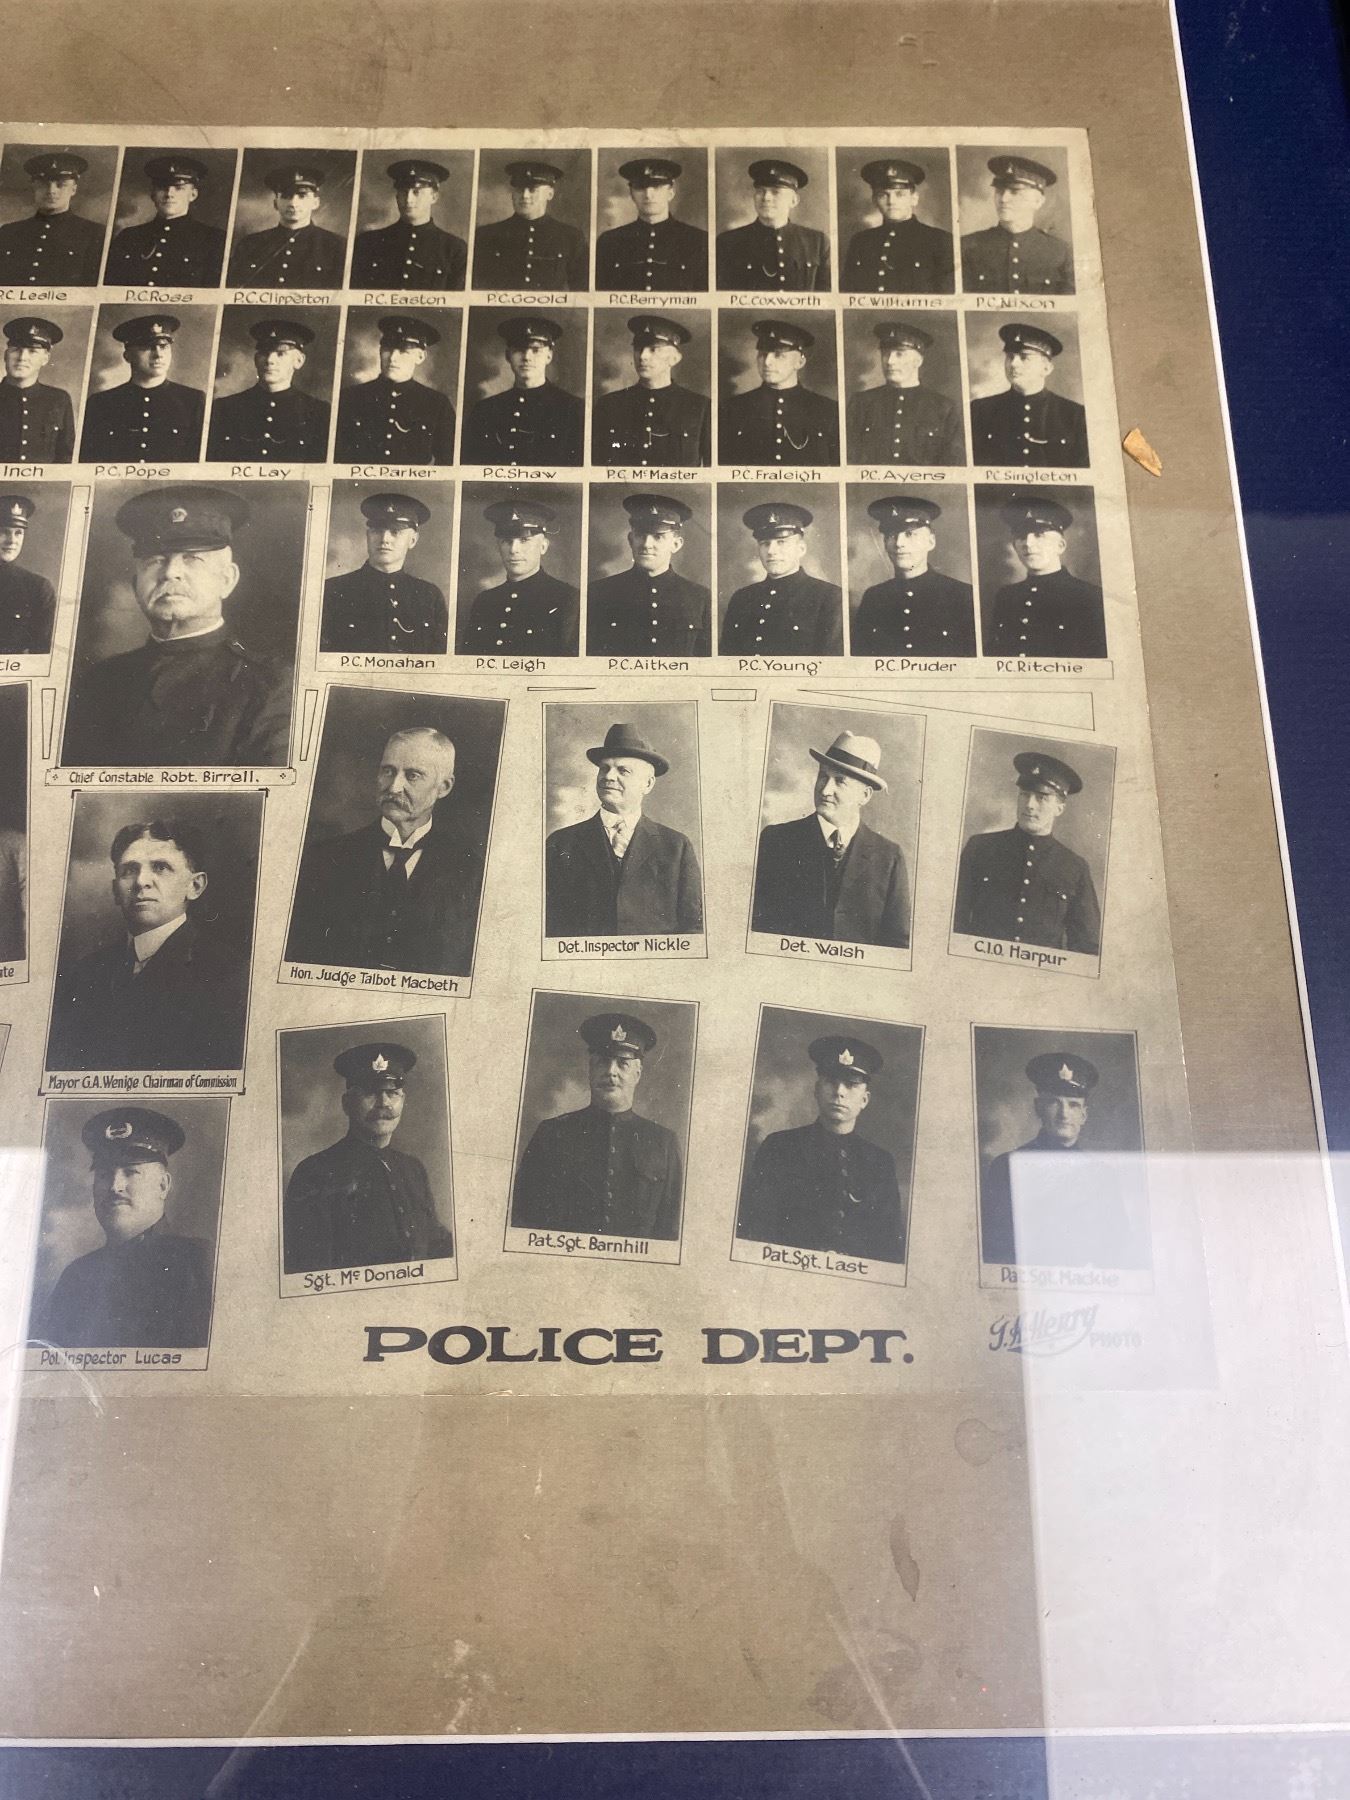 P.C. Leslie P.C. Ross P.C. Clipperton P.C. Easton P.C. Goold P.C. Berryman P.C. Coxworth P.C. Williams P.C. Nixon
Inch P.C. Pope P.C. Lay P.C. Parker P.C. Shaw P.C. McMaster P.C. Fraleigh P.C. Ayers P.C. Singleton
cle P.C. Monahan P.C. Leigh P.C. Aitken P.C. Young P.C. Pruder P.C. Ritchie
Chief Constable Robt. Birrell.
Det. Inspector Nickle Det. Walsh C.I.O. Harpur
Hon. Judge Talbot Macbeth
Mayor G.A. Wenige Chairman of Commission
Sgt. McDonald Pat. Sgt. Barnhill Pat. Sgt. Last Pat. Sgt. Mackie
Pol. Inspector Lucas
POLICE DEPT.
Henry PHOTO